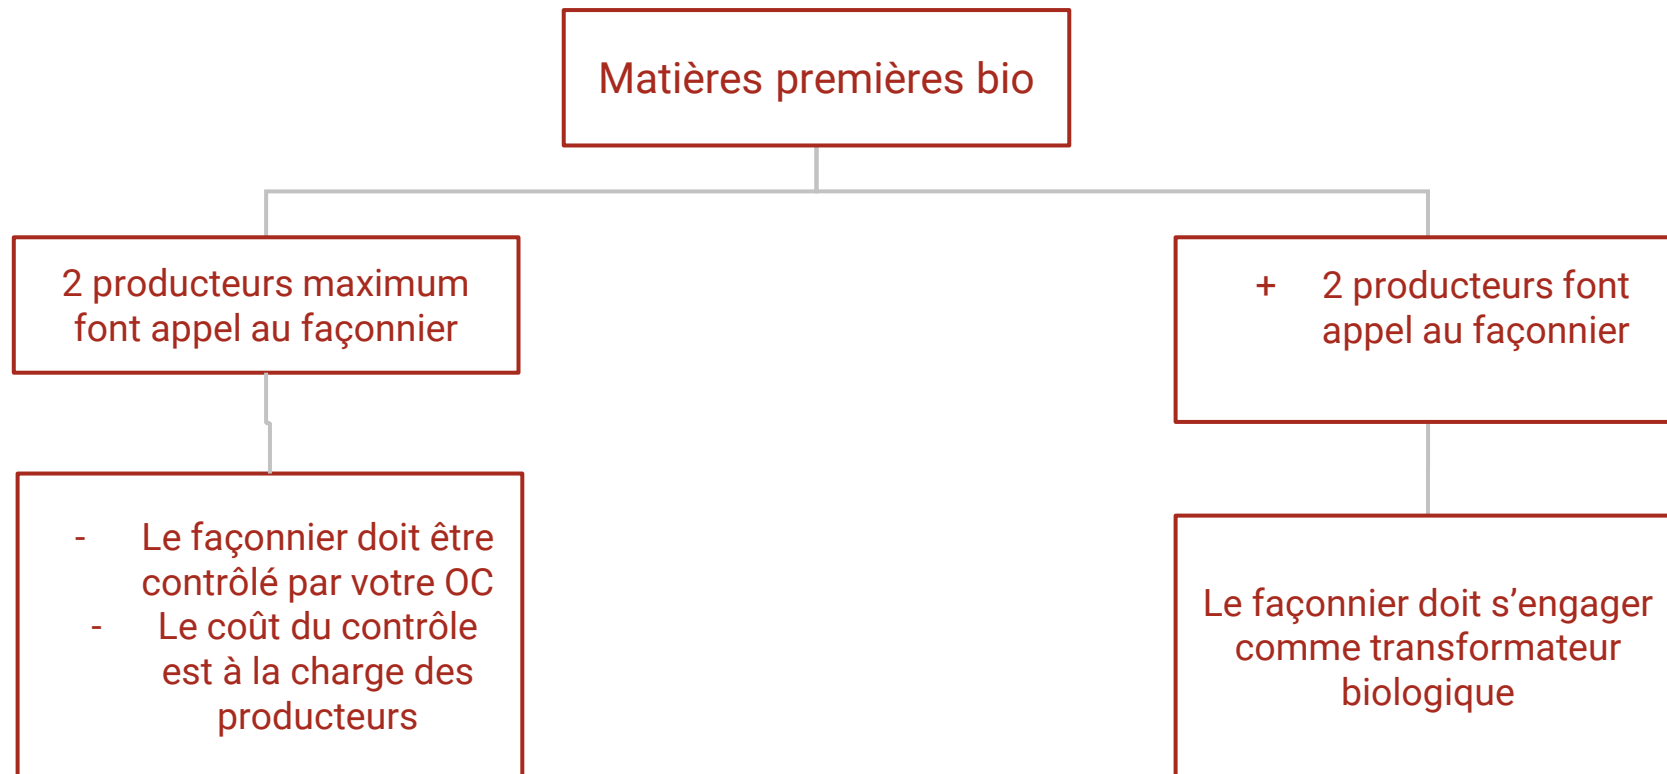 Matières premières bio
2 producteurs maximum
font appel au façonnier
+ 2 producteurs font
appel au façonnier
- Le façonnier doit être
contrôlé par votre OC
- Le coût du contrôle
est à la charge des
producteurs
Le façonnier doit s’engager
comme transformateur
biologique